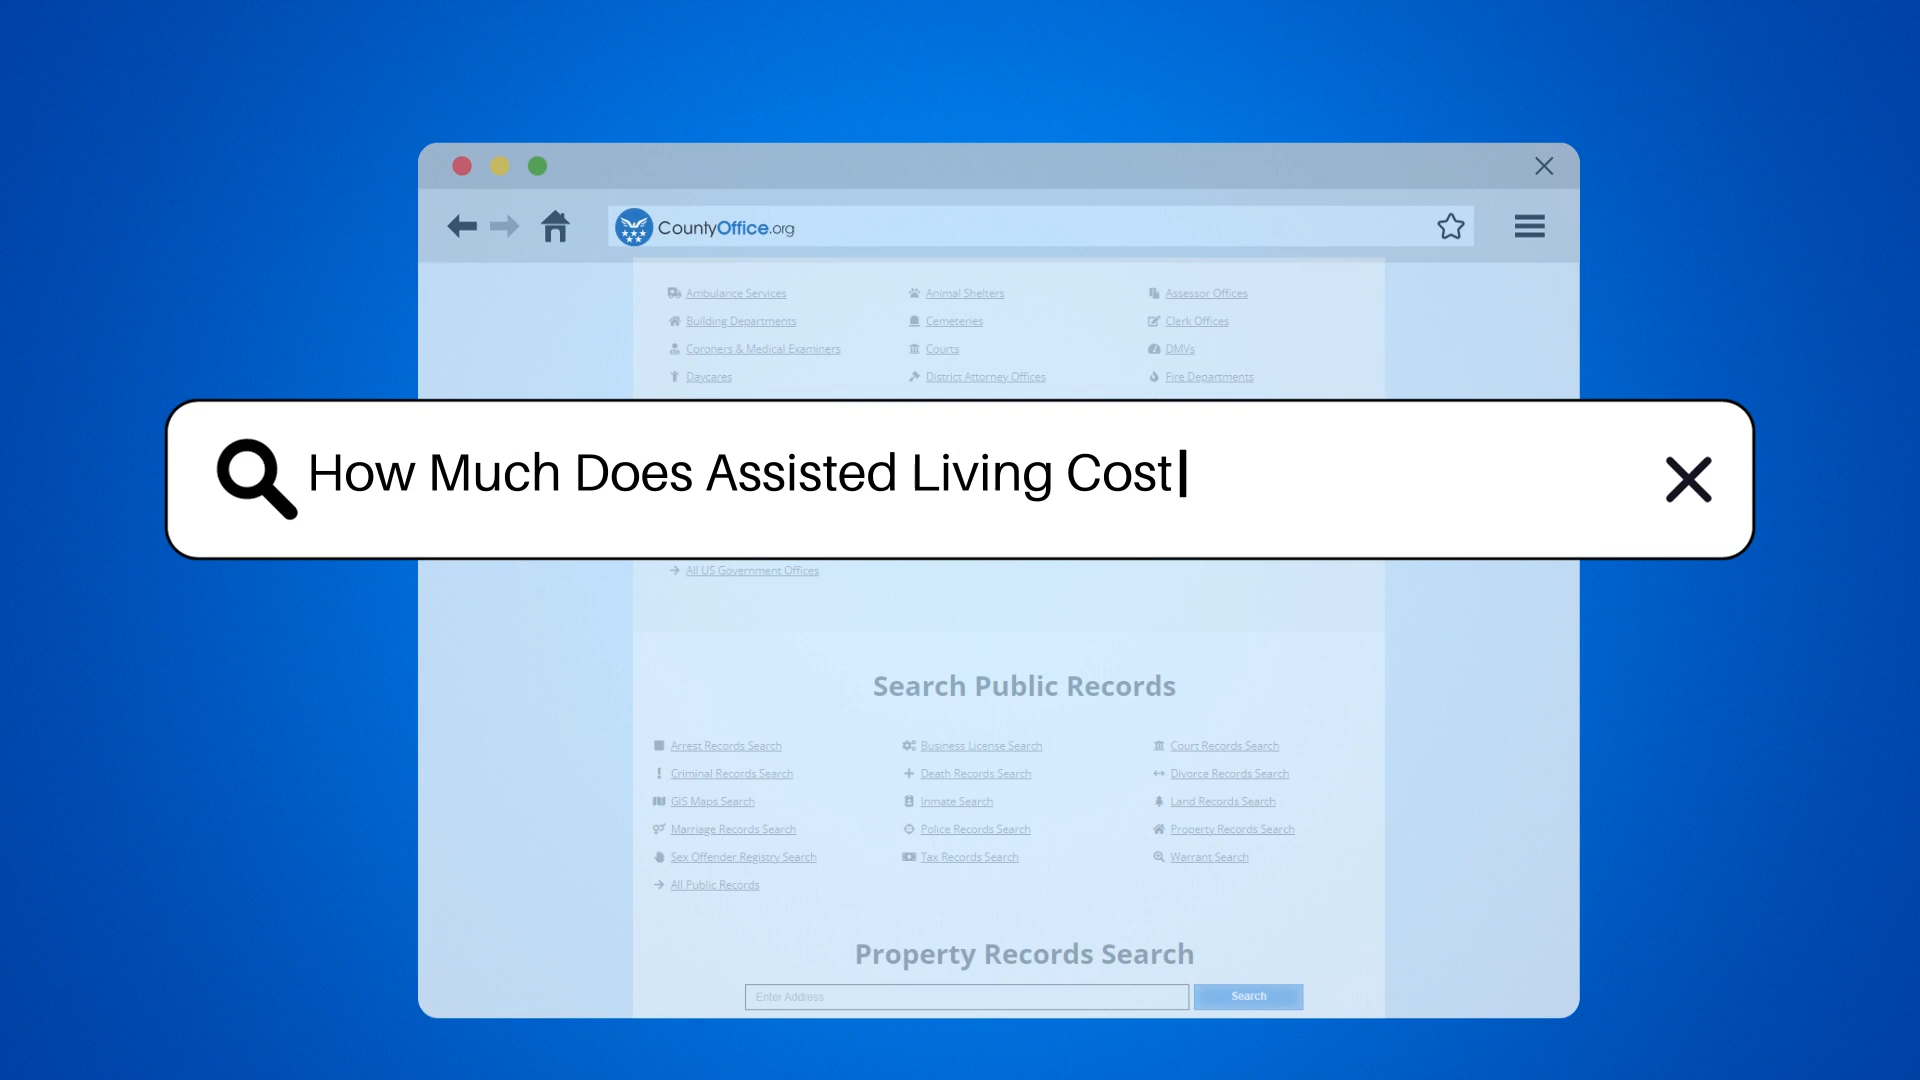 CountyOffice.org
Ambulance Services Animal Shelters Assessor Offices
Building Departments Cemeteries Clerk Offices
Coroners & Medical Examiners Courts DMVs
Daycares District Attorney Offices Fire Departments
How Much Does Assisted Living Cost
All US Government Offices
Search Public Records
Arrest Records Search Business License Search Court Records Search
Criminal Records Search Death Records Search Divorce Records Search
GIS Maps Search Inmate Search Land Records Search
Marriage Records Search Police Records Search Property Records Search
Sex Offender Registry Search Tax Records Search Warrant Search
All Public Records
Property Records Search
Enter Address Search